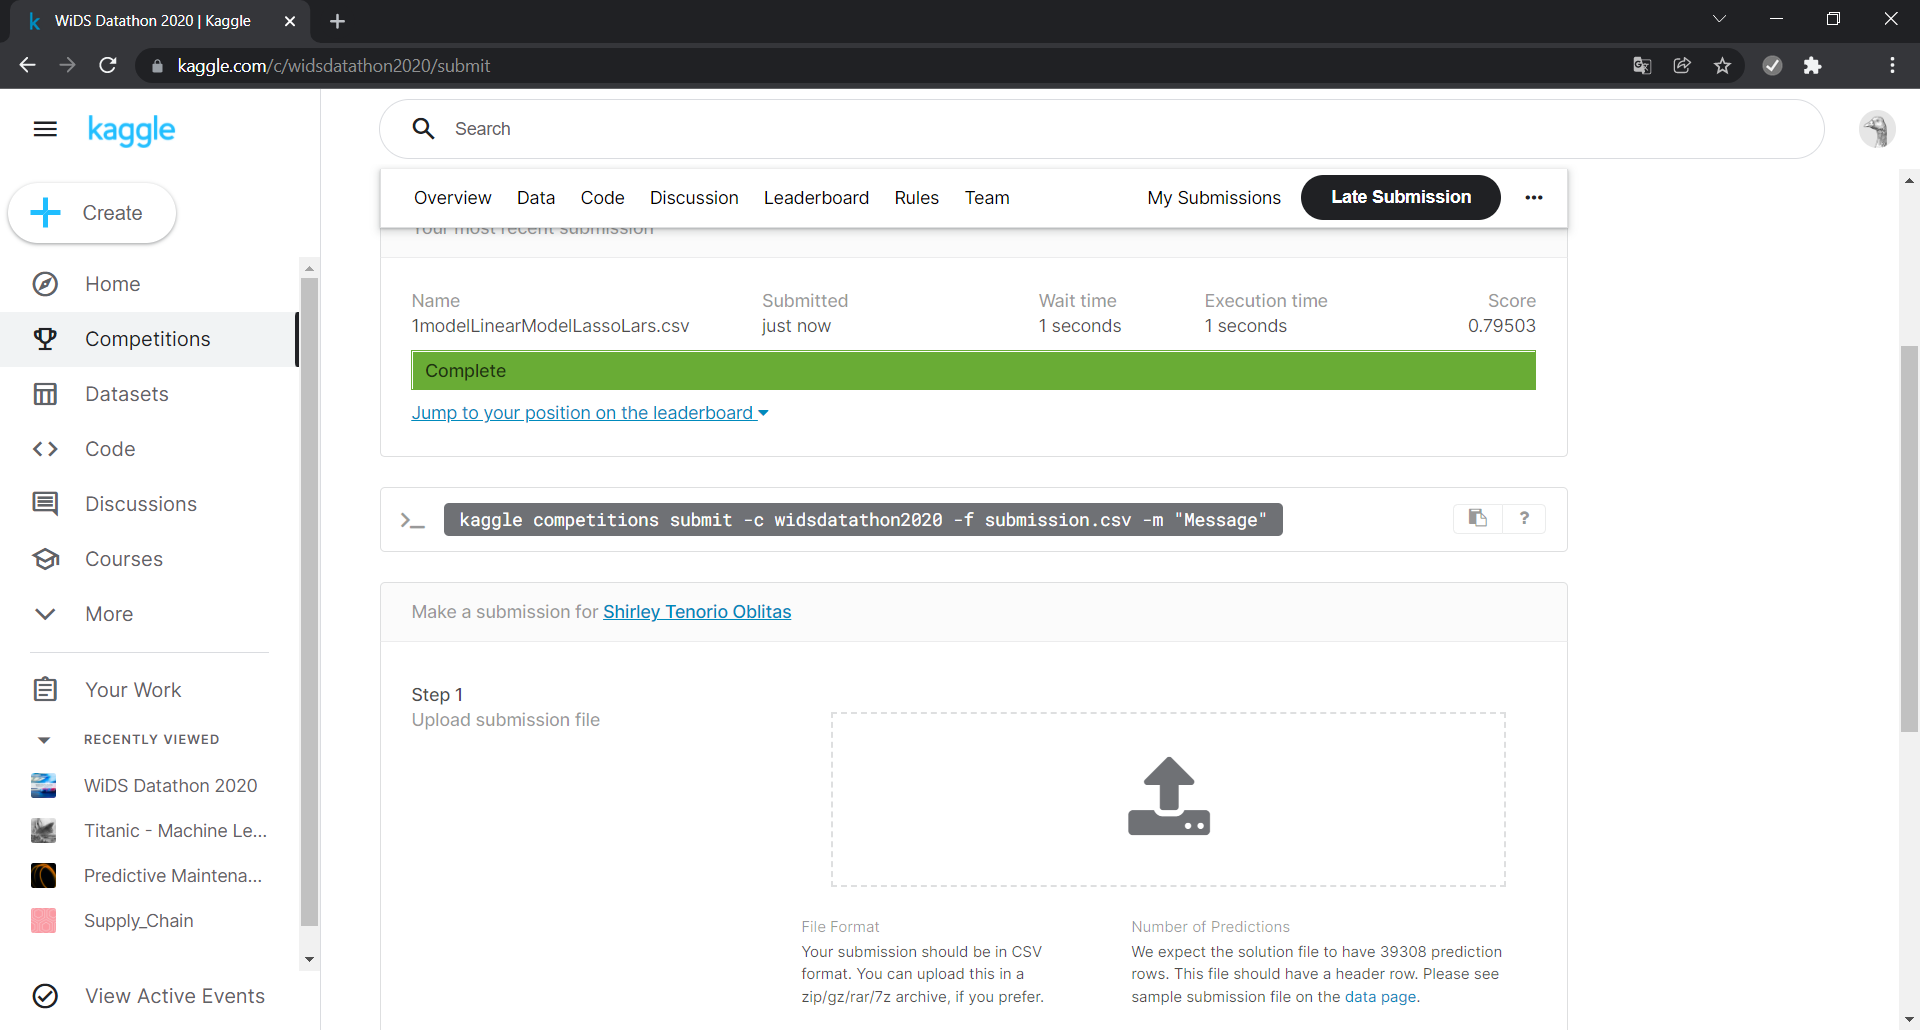 WiDS Datathon 2020 | Kaggle
kaggle.com/c/widsdatathon2020/submit
kaggle
Search
Create
Home
Competitions
Datasets
Code
Discussions
Courses
More
Your Work
RECENTLY VIEWED
WiDS Datathon 2020
Titanic - Machine Le...
Predictive Maintena...
Supply_Chain
View Active Events
Overview Data Code Discussion Leaderboard Rules Team My Submissions Late Submission
Your most recent submission
Name Submitted Wait time Execution time Score
1modelLinearModelLassoLars.csv just now 1 seconds 1 seconds 0.79503
Complete
Jump to your position on the leaderboard
>_ kaggle competitions submit -c widsdatathon2020 -f submission.csv -m "Message" ?
Make a submission for Shirley Tenorio Oblitas
Step 1
Upload submission file
File Format
Your submission should be in CSV
format. You can upload this in a
zip/gz/rar/7z archive, if you prefer.
Number of Predictions
We expect the solution file to have 39308 prediction
rows. This file should have a header row. Please see
sample submission file on the data page.